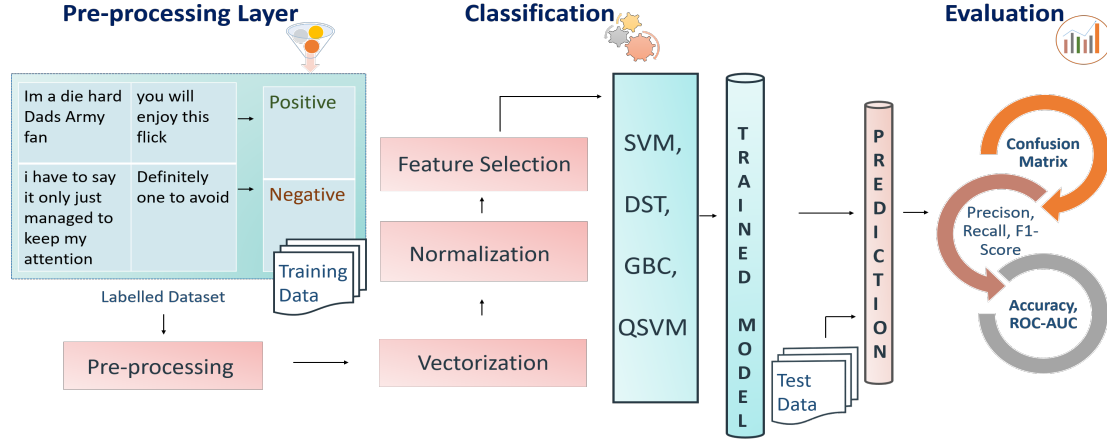 Pre-processing Layer
Classification
Evaluation
Im a die hard
Dads Army
fan
you will
enjoy this
flick
Positive
i have to say
it only just
managed to
keep my
attention
Definitely
one to avoid
Negative
Training
Data
Labelled Dataset
Pre-processing
Feature Selection
Normalization
Vectorization
SVM,
DST,
GBC,
QSVM
TRAINED MODEL
Test
Data
PREDICTION
Confusion
Matrix
Precison,
Recall, F1-
Score
Accuracy,
ROC-AUC